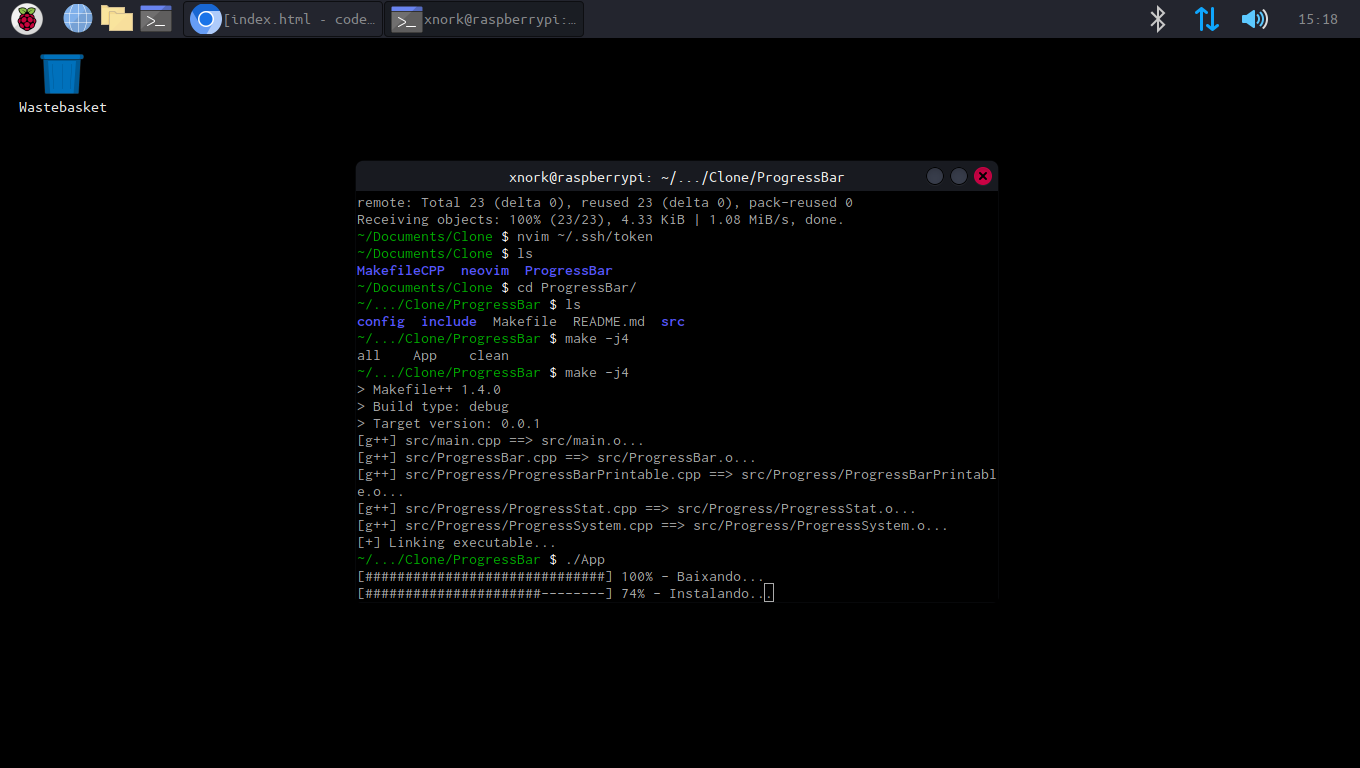 [index.html - code…
xnork@raspberrypi:…
15:18
Wastebasket
xnork@raspberrypi: ~/.../Clone/ProgressBar
remote: Total 23 (delta 0), reused 23 (delta 0), pack-reused 0
Receiving objects: 100% (23/23), 4.33 KiB | 1.08 MiB/s, done.
~/Documents/Clone $ nvim ~/.ssh/token
~/Documents/Clone $ ls
MakefileCPP  neovim  ProgressBar
~/Documents/Clone $ cd ProgressBar/
~/.../Clone/ProgressBar $ ls
config  include  Makefile  README.md  src
~/.../Clone/ProgressBar $ make -j4
all    App    clean
~/.../Clone/ProgressBar $ make -j4
> Makefile++ 1.4.0
> Build type: debug
> Target version: 0.0.1
[g++] src/main.cpp ==> src/main.o...
[g++] src/ProgressBar.cpp ==> src/ProgressBar.o...
[g++] src/Progress/ProgressBarPrintable.cpp ==> src/Progress/ProgressBarPrintabl
e.o...
[g++] src/Progress/ProgressStat.cpp ==> src/Progress/ProgressStat.o...
[g++] src/Progress/ProgressSystem.cpp ==> src/Progress/ProgressSystem.o...
[+] Linking executable...
~/.../Clone/ProgressBar $ ./App
[##############################] 100% - Baixando...
[######################--------] 74% - Instalando...